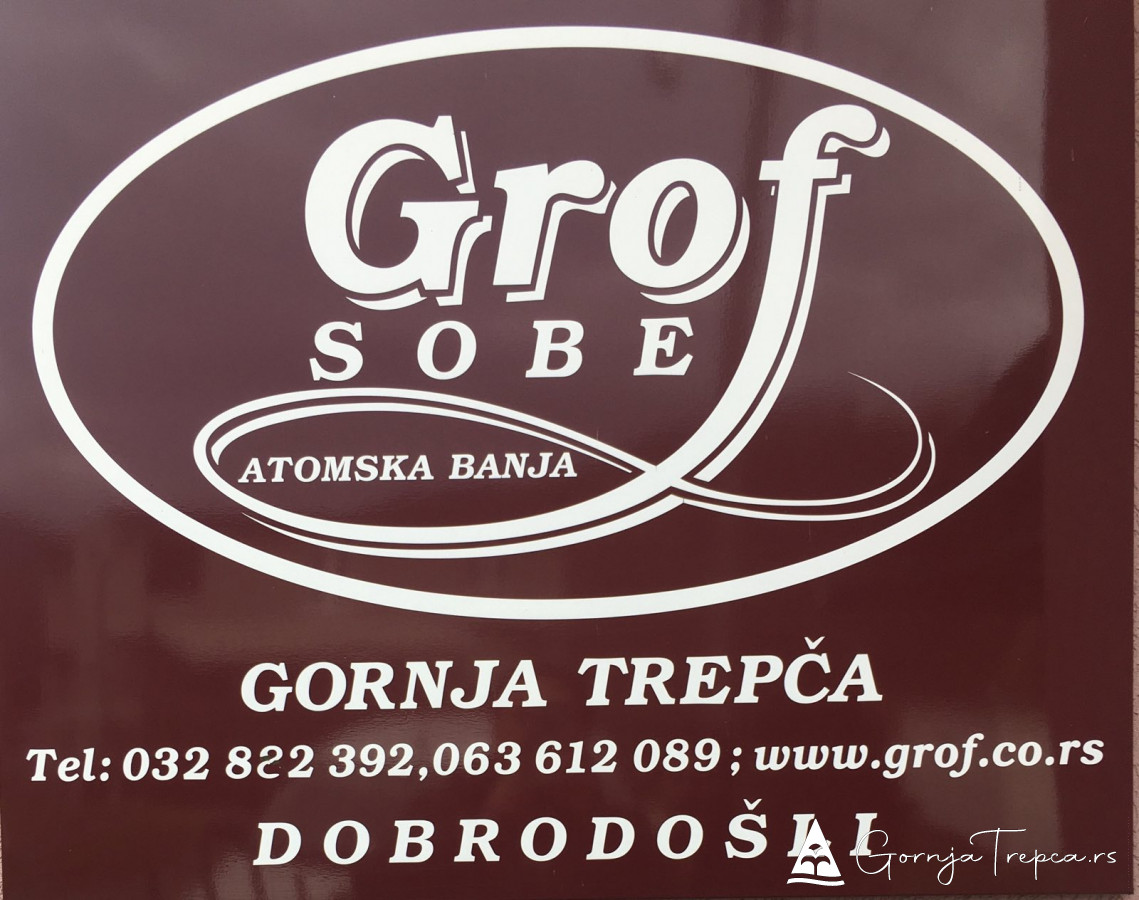 Grof
SOBE
ATOMSKA BANJA
GORNJA TREPČA
Tel: 032 822 392,063 612 089 ; www.grof.co.rs
DOBRODOŠLI
GornjaTrepca.rs